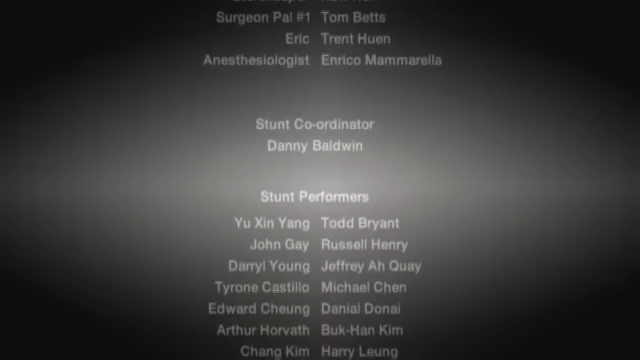 Surgeon Pal #1 Tom Betts
Eric Trent Huen
Anesthesiologist Enrico Mammarella
Stunt Co-ordinator
Danny Baldwin
Stunt Performers
Yu Xin Yang Todd Bryant
John Gay Russell Henry
Darryl Young Jeffrey Ah Quay
Tyrone Castillo Michael Chen
Edward Cheung Danial Donai
Arthur Horvath Buk-Han Kim
Chang Kim Harry Leung